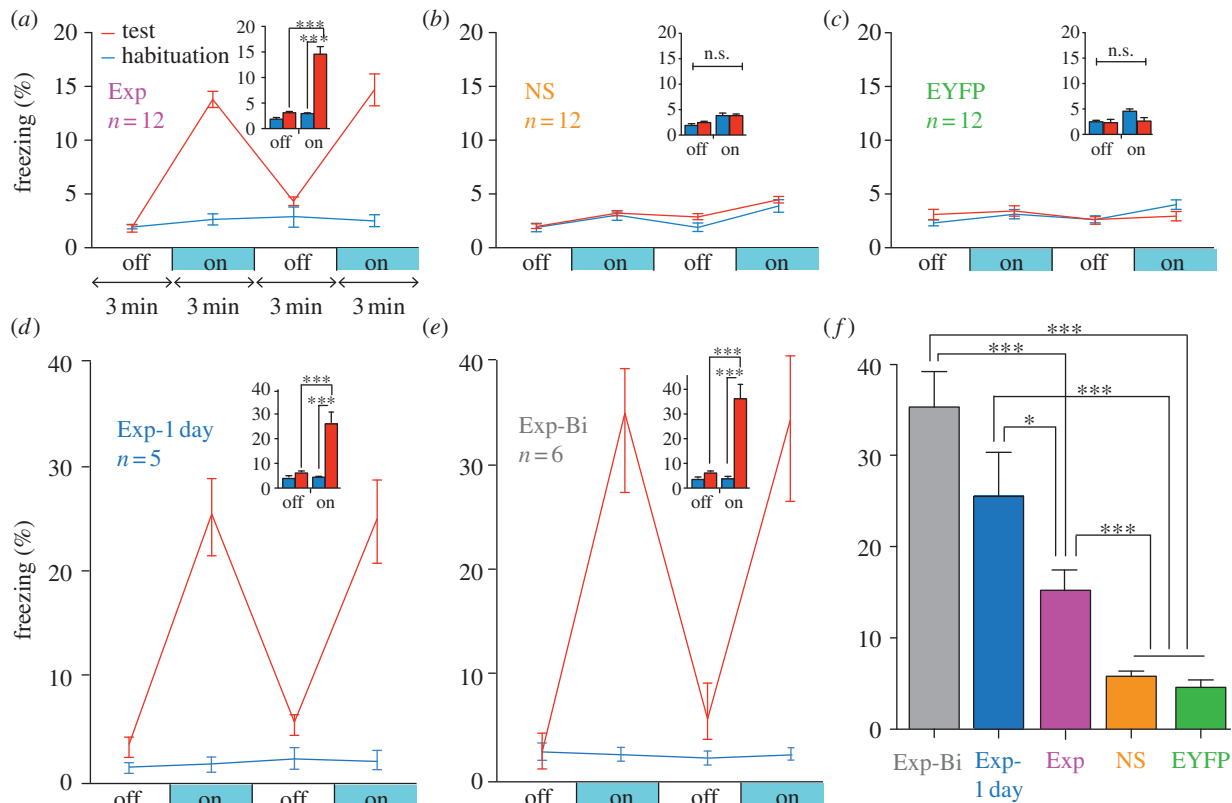 (a)
20
15
10
5
0
freezing (%)
test
habituation
Exp
n = 12
20
15
10
5
0
***
***
off on
off on off on
3 min 3 min 3 min 3 min
(b)
20
15
10
5
0
NS
n = 12
n.s.
20
15
10
5
0
off on
off on off on
(c)
20
15
10
5
0
EYFP
n = 12
n.s.
20
15
10
5
0
off on
off on off on
(d)
40
30
20
10
0
freezing (%)
Exp-1 day
n = 5
40
30
20
10
0
***
***
off on
off on off on
(e)
40
30
20
10
0
Exp-Bi
n = 6
40
30
20
10
0
***
***
off on
off on off on
(f)
40
30
20
10
0
***
***
***
*
***
Exp-Bi Exp- Exp NS EYFP
1 day